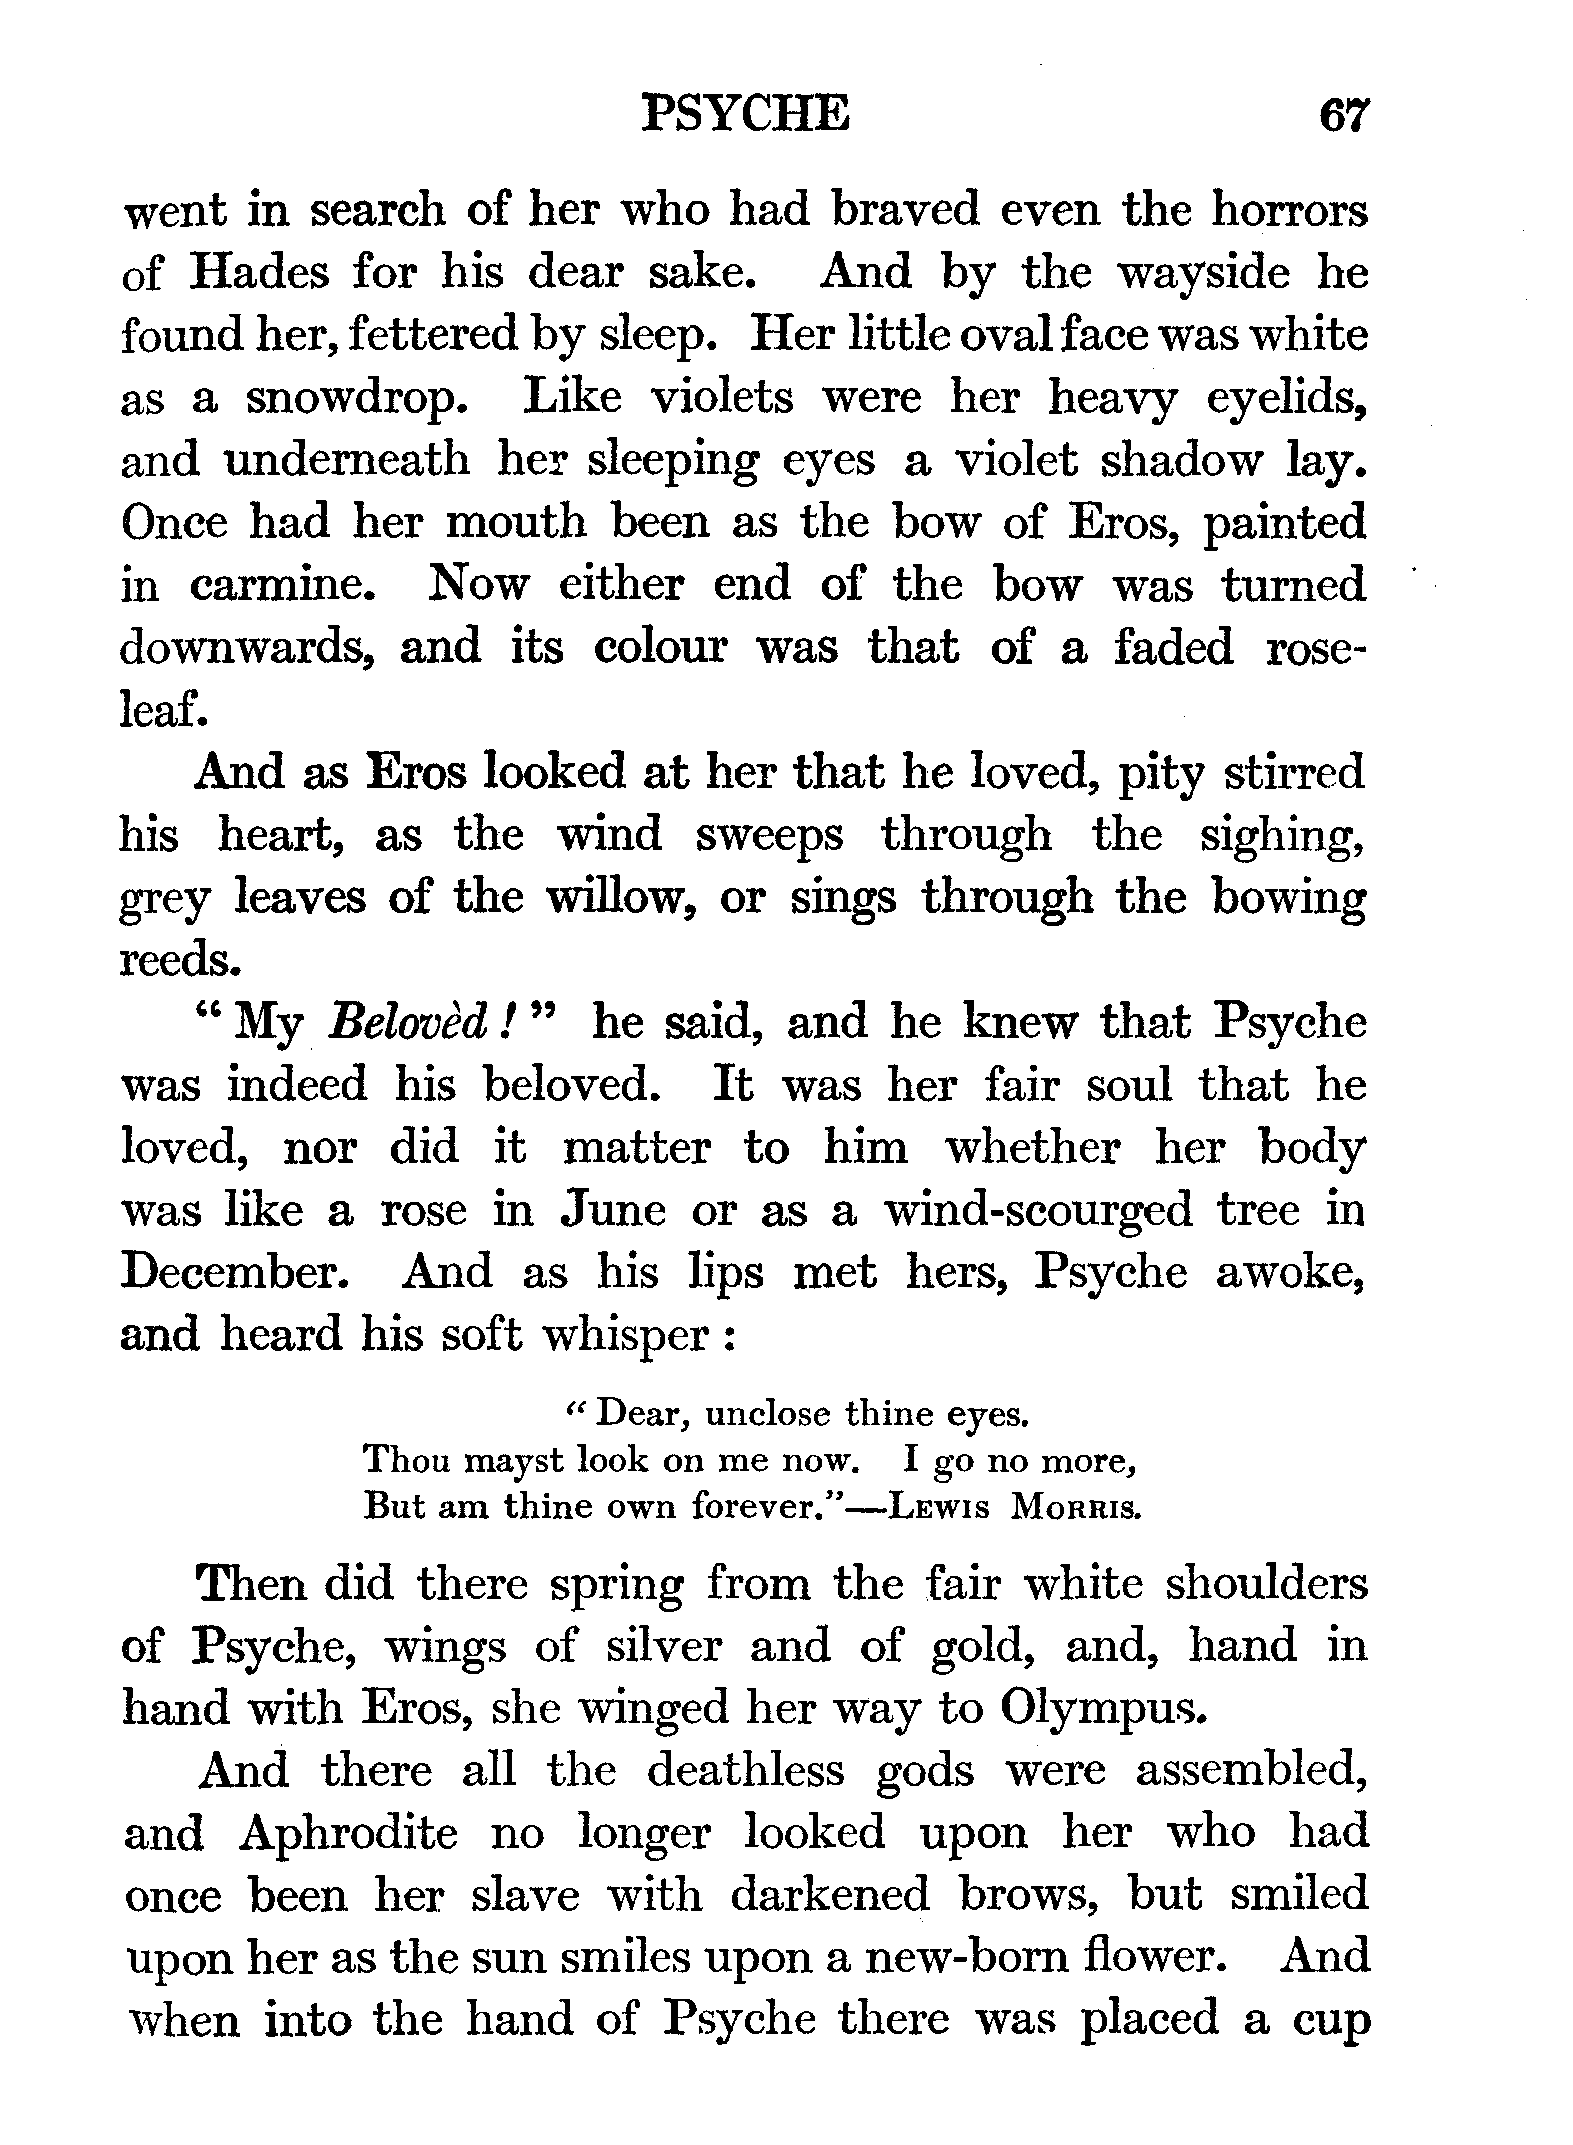 PSYCHE 67
went in search of her who had braved even the horrors
of Hades for his dear sake. And by the wayside he
found her, fettered by sleep. Her little oval face was white
as a snowdrop. Like violets were her heavy eyelids,
and underneath her sleeping eyes a violet shadow lay.
Once had her mouth been as the bow of Eros, painted
in carmine. Now either end of the bow was turned
downwards, and its colour was that of a faded rose-
leaf.
And as Eros looked at her that he loved, pity stirred
his heart, as the wind sweeps through the sighing,
grey leaves of the willow, or sings through the bowing
reeds.
“ My Belovèd ! ” he said, and he knew that Psyche
was indeed his beloved. It was her fair soul that he
loved, nor did it matter to him whether her body
was like a rose in June or as a wind-scourged tree in
December. And as his lips met hers, Psyche awoke,
and heard his soft whisper :
“ Dear, unclose thine eyes.
Thou mayst look on me now. I go no more,
But am thine own forever.”—LEWIS MORRIS.
Then did there spring from the fair white shoulders
of Psyche, wings of silver and of gold, and, hand in
hand with Eros, she winged her way to Olympus.
And there all the deathless gods were assembled,
and Aphrodite no longer looked upon her who had
once been her slave with darkened brows, but smiled
upon her as the sun smiles upon a new-born flower. And
when into the hand of Psyche there was placed a cup